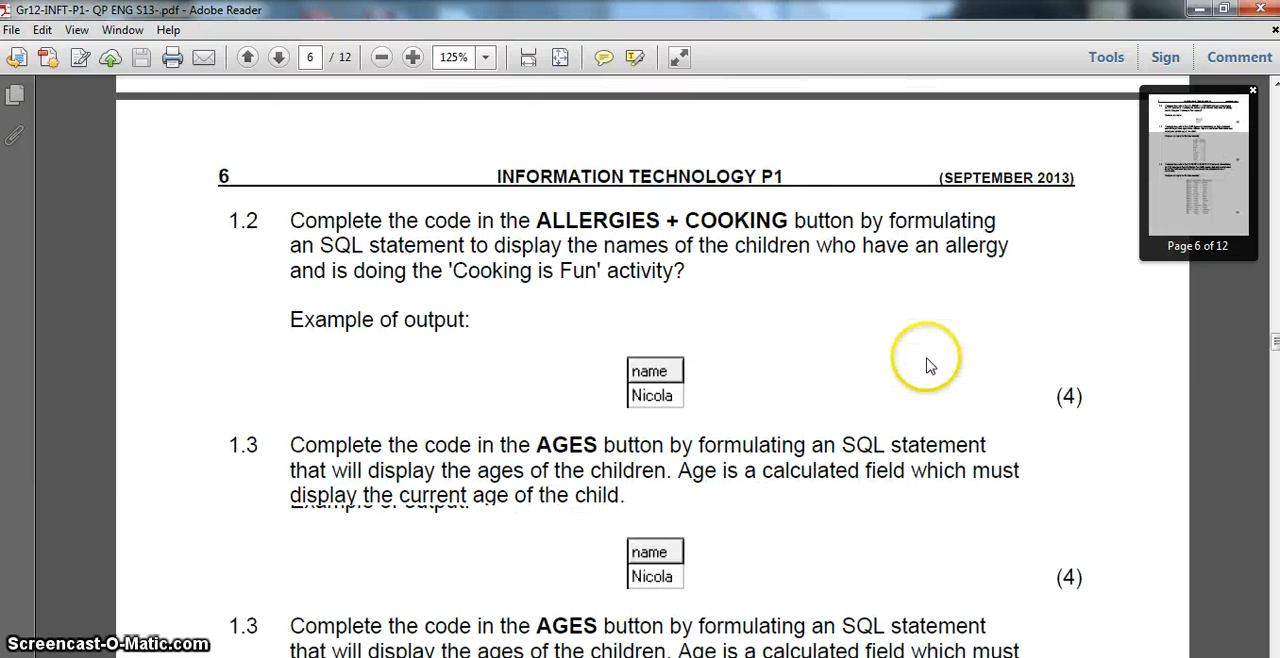 Gr12-INFT-P1- QP ENG S13-.pdf - Adobe Reader
File Edit View Window Help
6 / 12 125% Tools Sign Comment
6 INFORMATION TECHNOLOGY P1 (SEPTEMBER 2013)
1.2 Complete the code in the ALLERGIES + COOKING button by formulating
an SQL statement to display the names of the children who have an allergy
and is doing the 'Cooking is Fun' activity?
Page 6 of 12
Example of output:
name
Nicola
(4)
1.3 Complete the code in the AGES button by formulating an SQL statement
that will display the ages of the children. Age is a calculated field which must
display the current age of the child.
name
Nicola
(4)
1.3 Complete the code in the AGES button by formulating an SQL statement
that will display the ages of the children. Age is a calculated field which must
Screencast-O-Matic.com